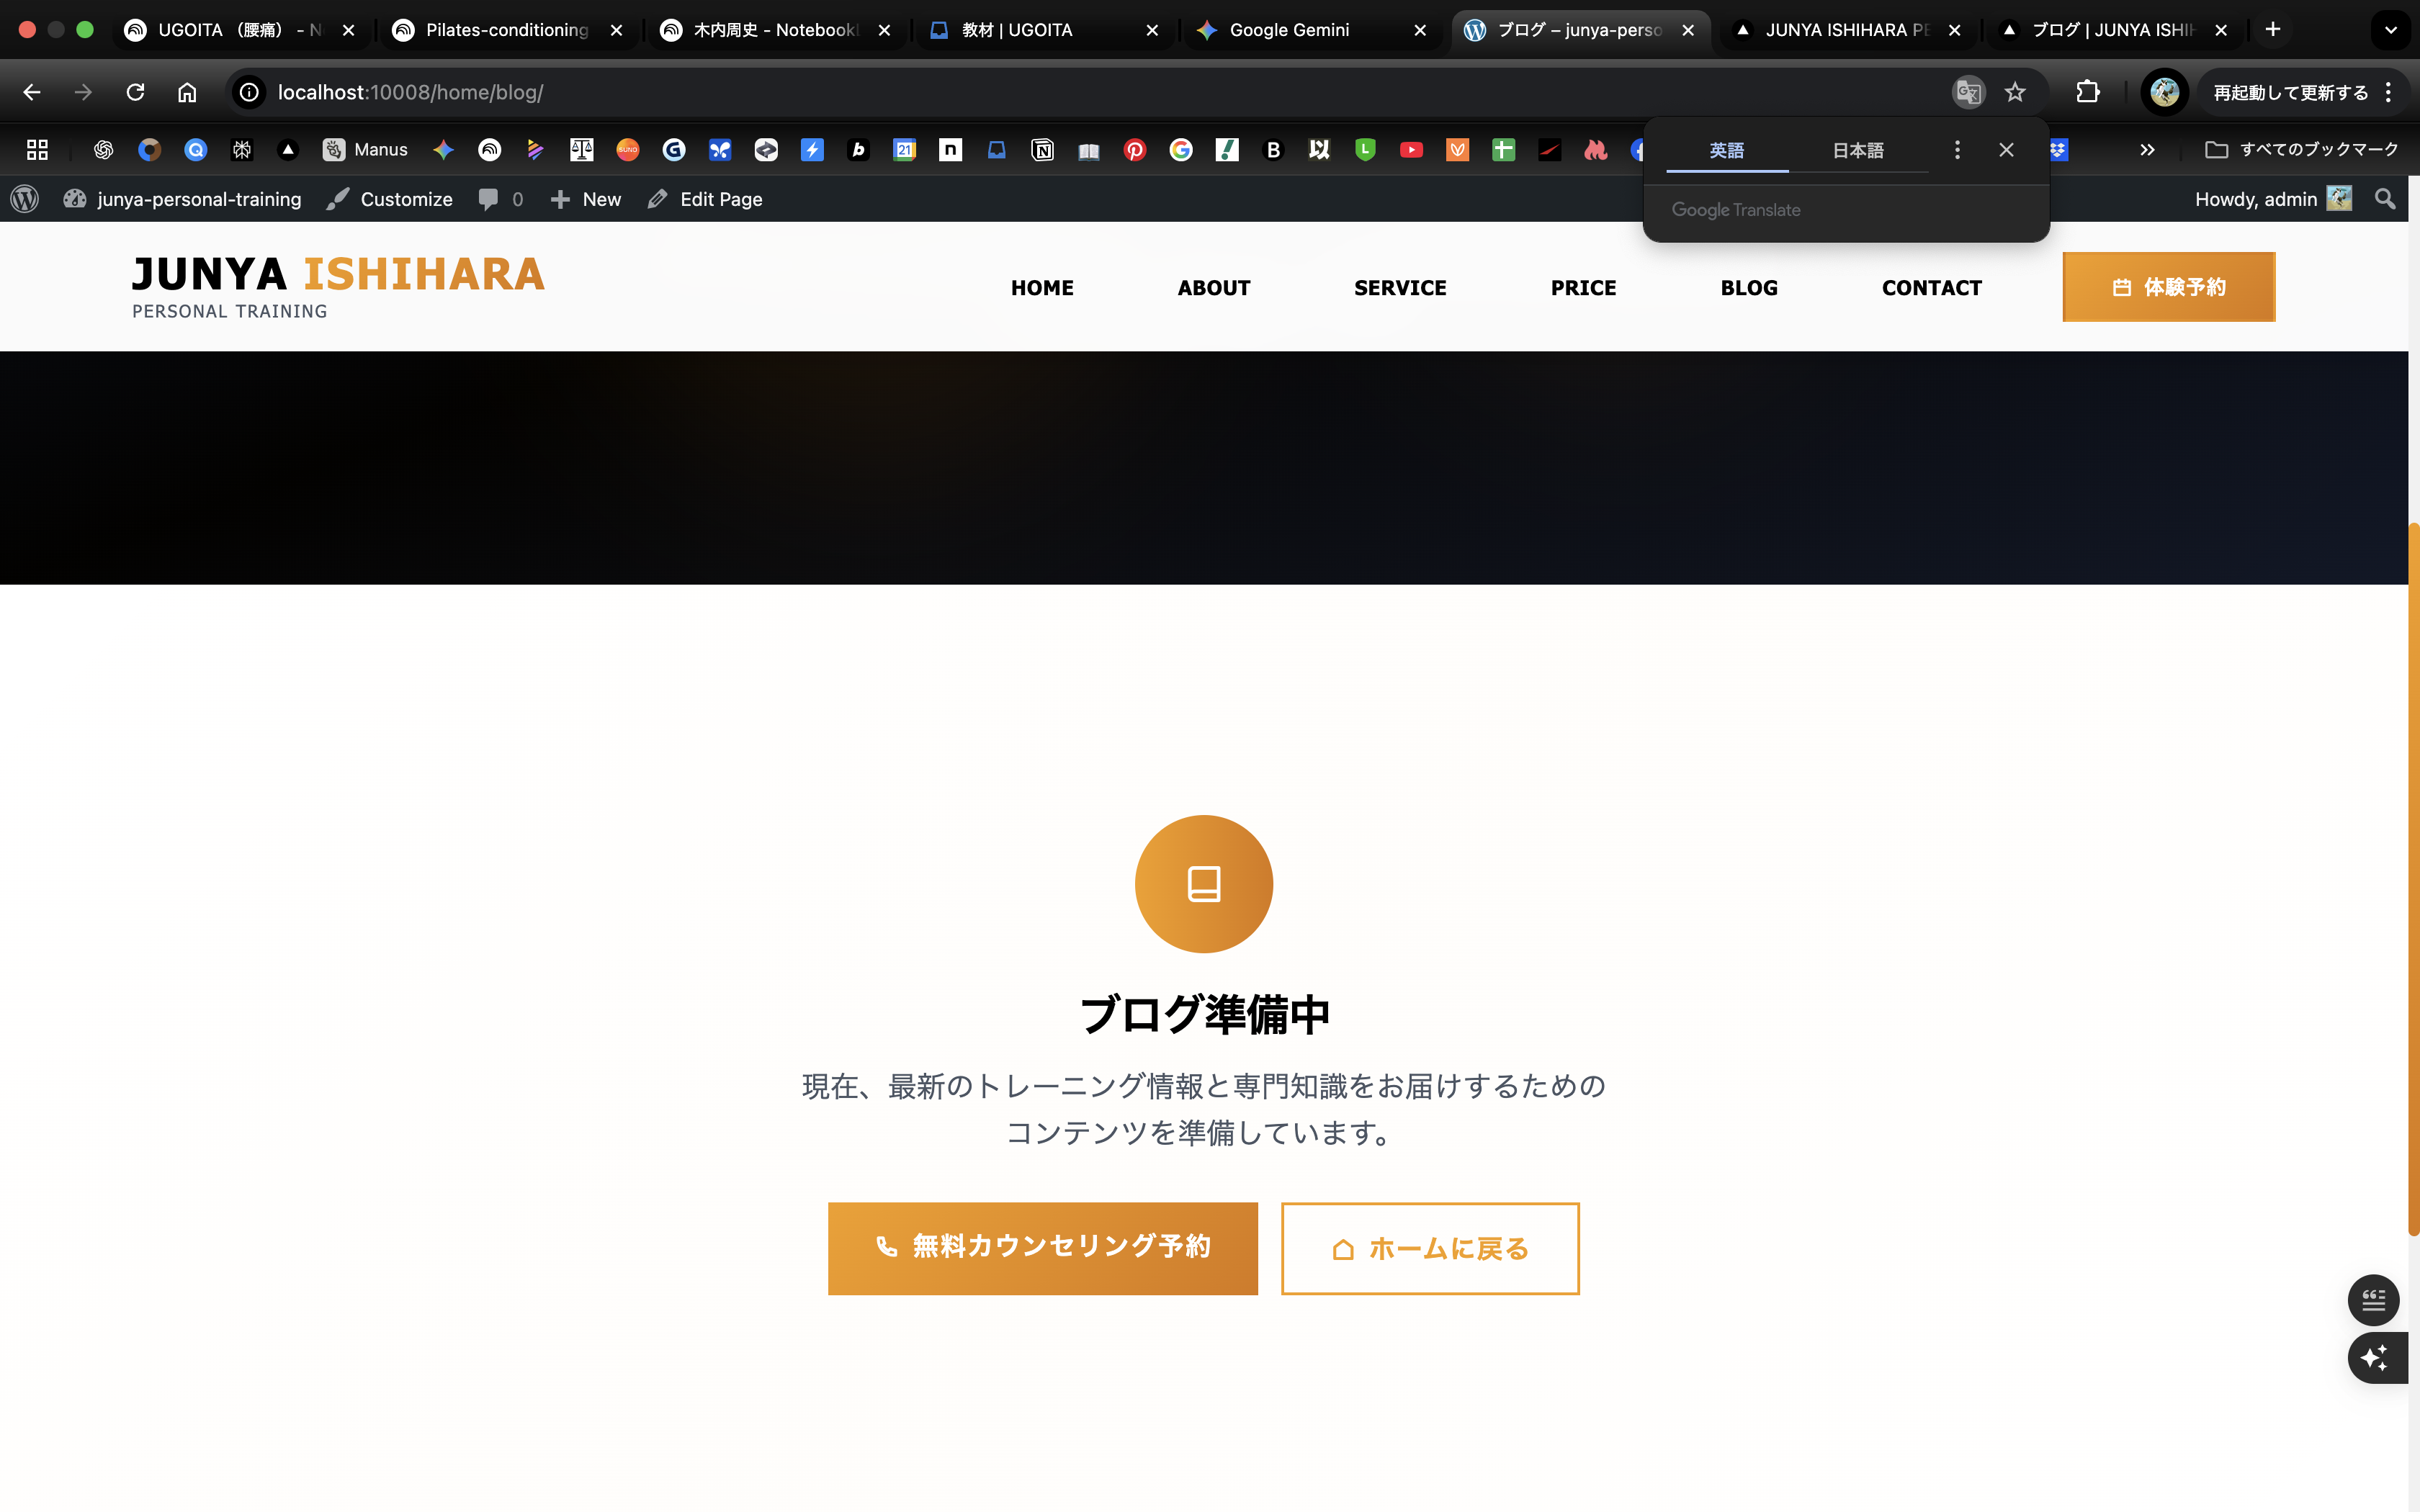 UGOITA （腰痛） - N
Pilates-conditioning
木内周史 - Notebookl
教材 | UGOITA
Google Gemini
ブログ – junya-perso
JUNYA ISHIHARA PE
ブログ | JUNYA ISHIH
localhost:10008/home/blog/
再起動して更新する
Manus
すべてのブックマーク
英語
日本語
Google Translate
junya-personal-training
Customize
0
New
Edit Page
Howdy, admin
JUNYA ISHIHARA
PERSONAL TRAINING
HOME
ABOUT
SERVICE
PRICE
BLOG
CONTACT
体験予約
ブログ準備中
現在、最新のトレーニング情報と専門知識をお届けするための
コンテンツを準備しています。
無料カウンセリング予約
ホームに戻る